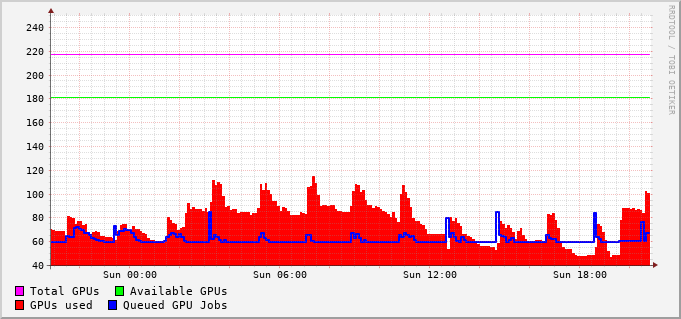 RRDTOOL / TOBI OETIKER
240
220
200
180
160
140
120
100
80
60
40
Sun 00:00 Sun 06:00 Sun 12:00 Sun 18:00
Total GPUs Available GPUs
GPUs used Queued GPU Jobs